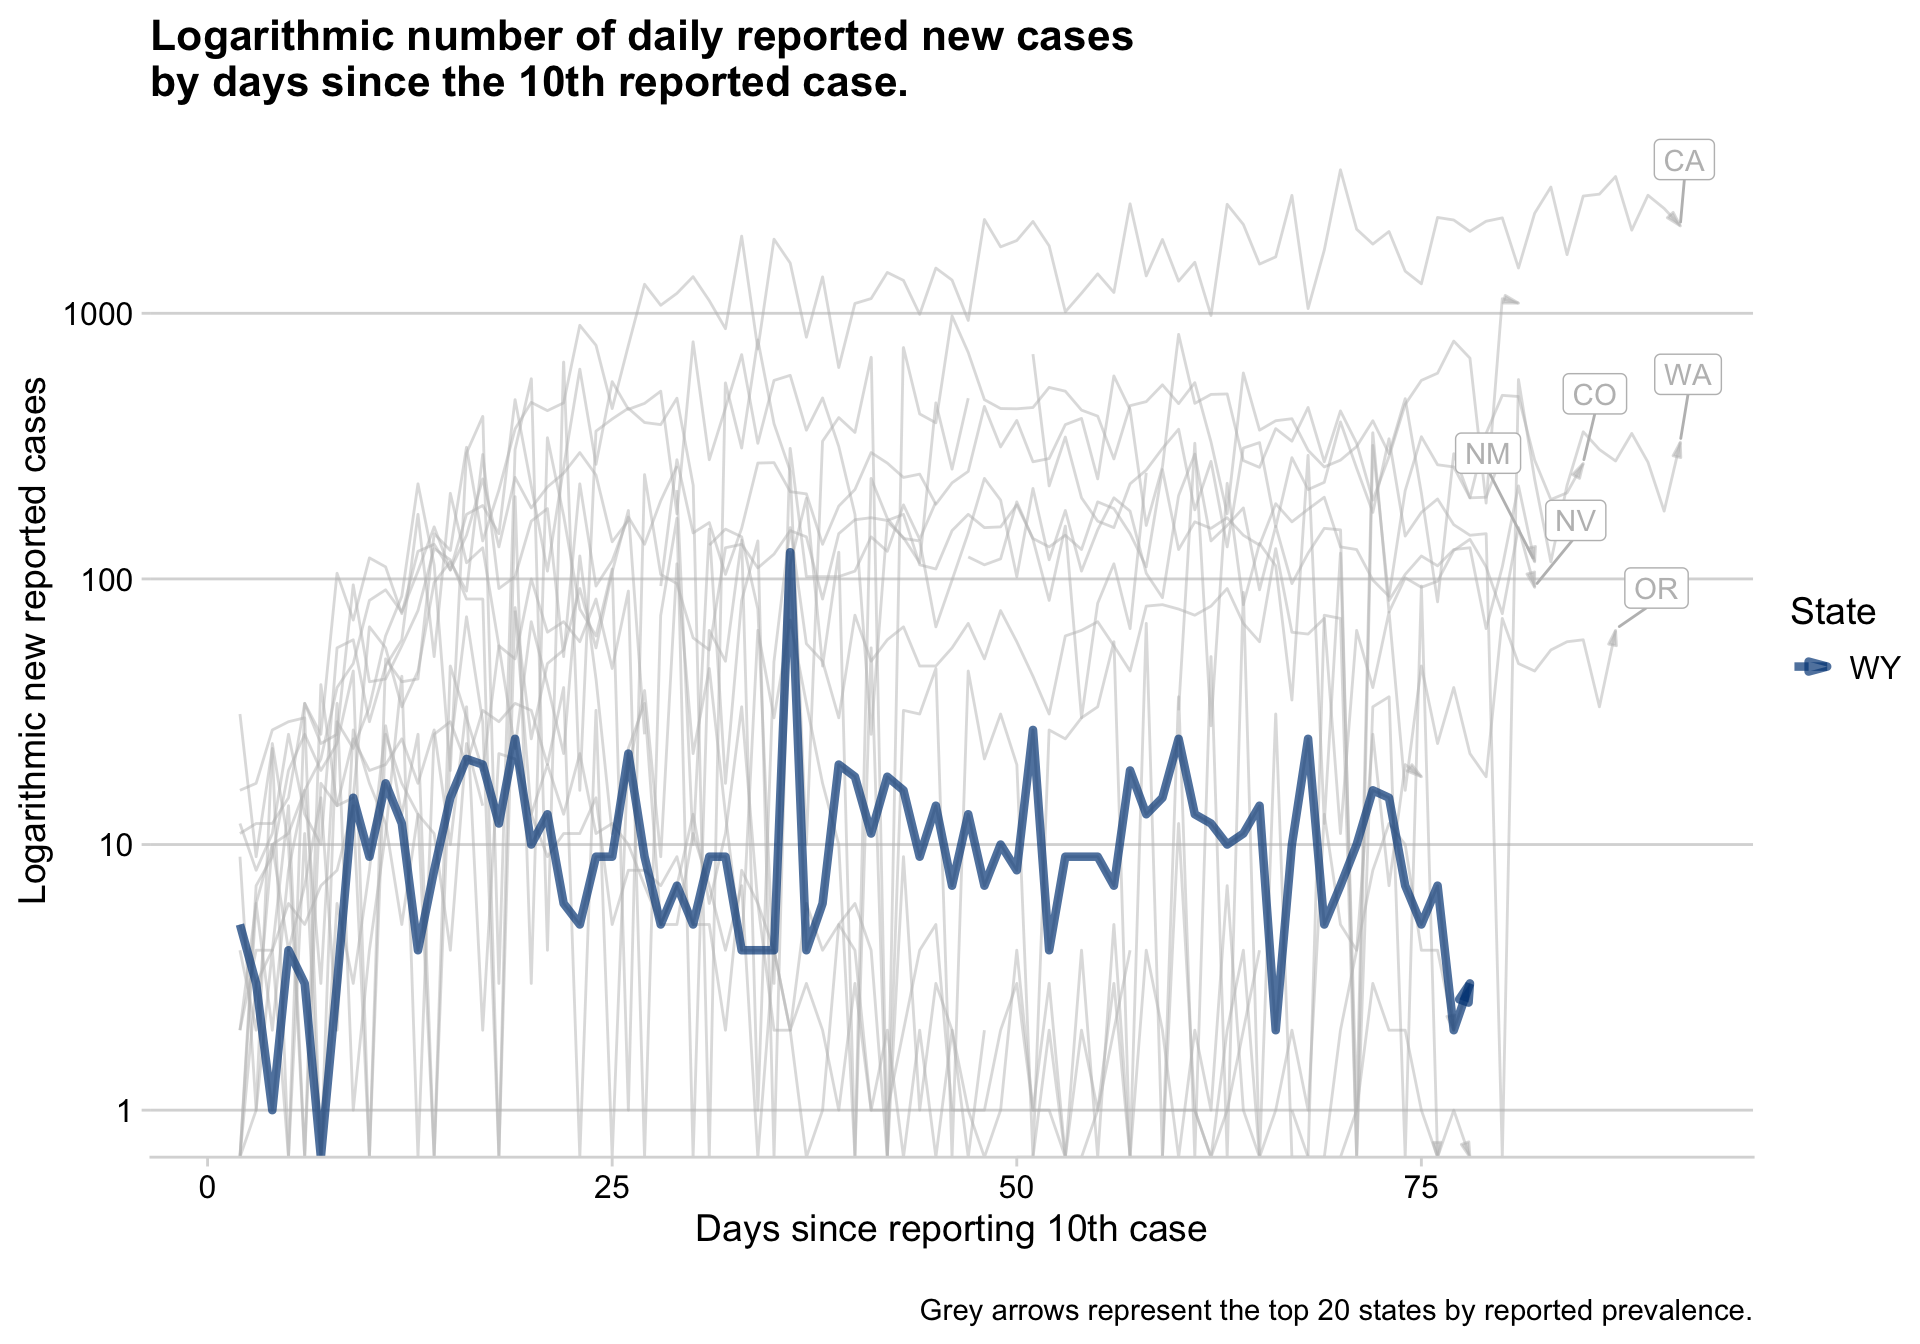 Logarithmic number of daily reported new cases
by days since the 10th reported case.
Logarithmic new reported cases
1000
100
10
1
CA
WA
CO
NM
NV
OR
State
WY
0
25
50
75
Days since reporting 10th case
Grey arrows represent the top 20 states by reported prevalence.